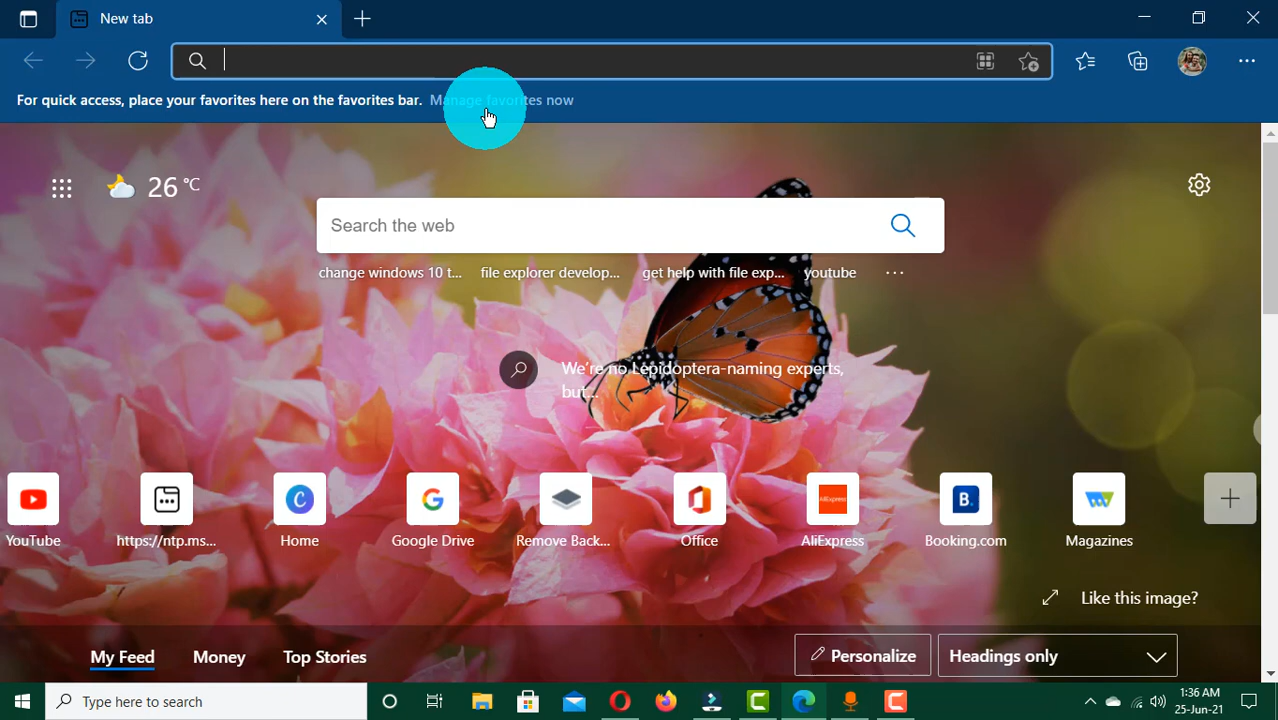 New tab
For quick access, place your favorites here on the favorites bar. Manage favorites now
26 °C
Search the web
change windows 10 t... file explorer develop... get help with file exp... youtube ...
We're no Lepidoptera-naming experts,
but...
YouTube https://ntp.ms... Home Google Drive Remove Back... Office AliExpress Booking.com Magazines
Like this image?
My Feed Money Top Stories Personalize Headings only
Type here to search
1:36 AM
25-Jun-21